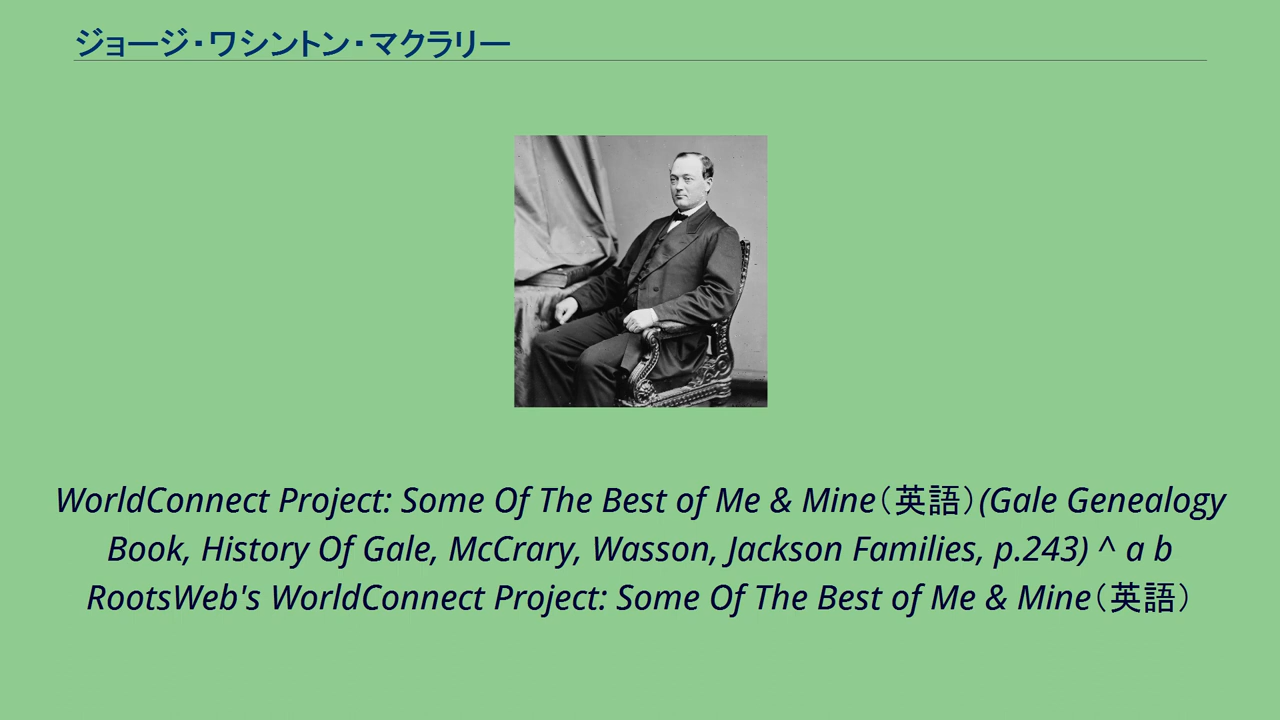 ジョージ・ワシントン・マクラリー
WorldConnect Project: Some Of The Best of Me & Mine（英語）(Gale Genealogy
Book, History Of Gale, McCrary, Wasson, Jackson Families, p.243) ^ a b
RootsWeb's WorldConnect Project: Some Of The Best of Me & Mine（英語）